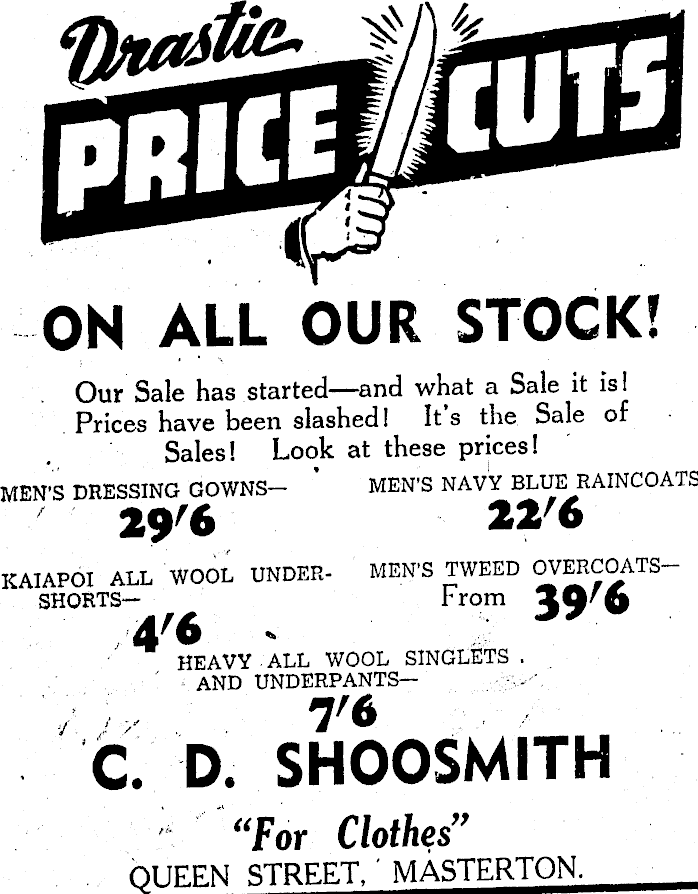 Drastic
PRICE CUTS
ON ALL OUR STOCK!
Our Sale has started—and what a Sale it is!
Prices have been slashed! It's the Sale of
Sales! Look at these prices!
MEN'S DRESSING GOWNS—
29'6
MEN'S NAVY BLUE RAINCOATS
22'6
KAIAPOI ALL WOOL UNDER-
SHORTS—
4'6
MEN'S TWEED OVERCOATS—
From 39'6
HEAVY ALL WOOL SINGLETS
AND UNDERPANTS—
7'6
C. D. SHOOSMITH
"For Clothes"
QUEEN STREET, MASTERTON.